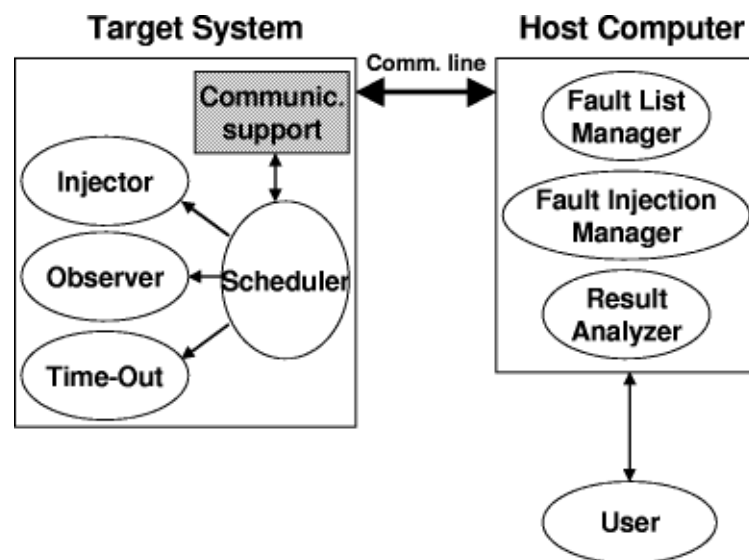 Target System
Host Computer
Comm. line
Communic.
support
Injector
Observer
Scheduler
Time-Out
Fault List
Manager
Fault Injection
Manager
Result
Analyzer
User